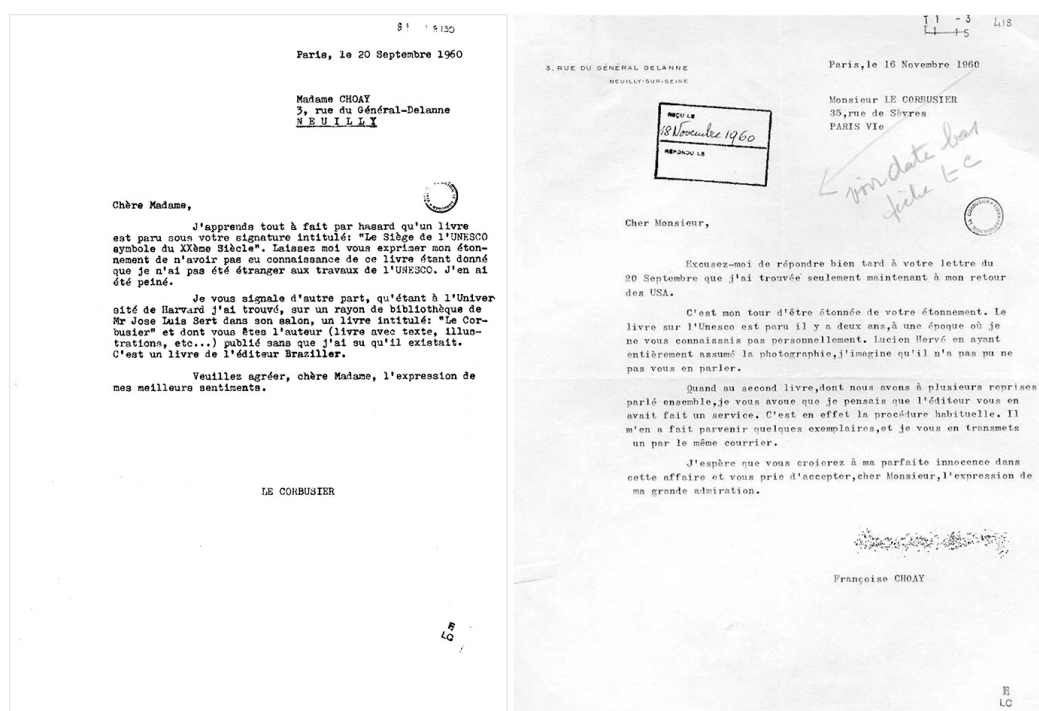 Paris, le 20 Septembre 1960
Madame CHOAY
3, rue du Général-Delanne
NEUILLY
Chère Madame,
J'apprends tout à fait par hasard qu'un livre
est paru sous votre signature intitulé: "Le Siège de l'UNESCO
symbole du XXème Siècle". Laissez moi vous exprimer mon éton-
nement de n'avoir pas eu connaissance de ce livre étant donné
que je n'ai pas été étranger aux travaux de l'UNESCO. J'en ai
été peiné.
Je vous signale d'autre part, qu'étant à l'Univer
sité de Harvard j'ai trouvé, sur un rayon de bibliothèque de
Mr Jose Luis Sert dans son salon, un livre intitulé: "Le Cor-
busier" et dont vous êtes l'auteur (livre avec texte, illus-
trations, etc...) publié sans que j'ai su qu'il existait.
C'est un livre de l'éditeur Braziller.
Veuillez agréer, chère Madame, l'expression de
mes meilleurs sentiments.
LE CORBUSIER
LC
418
3, RUE DU GÉNÉRAL DELANNE
NEUILLY-SUR-SEINE
Paris,le 16 Novembre 1960
Monsieur LE CORBUSIER
35,rue de Sèvres
PARIS VIe
REÇU LE
18 Novembre 1960
RÉPONDU LE
voir date bas
fiche LC
Cher Monsieur,
Excusez-moi de répondre bien tard à votre lettre du
20 Septembre que j'ai trouvée seulement maintenant à mon retour
des USA.
C'est mon tour d'être étonnée de votre étonnement. Le
livre sur l'Unesco est paru il y a deux ans,à une époque où je
ne vous connaissais pas personnellement. Lucien Hervé en ayant
entièrement assumé la photographie,j'imagine qu'il n'a pas pu ne
pas vous en parler.
Quand au second livre,dont nous avons à plusieurs reprises
parlé ensemble,je vous avoue que je pensais que l'éditeur vous en
avait fait un service. C'est en effet la procédure habituelle. Il
m'en a fait parvenir quelques exemplaires,et je vous en transmets
un par le même courrier.
J'espère que vous croierez à ma parfaite innocence dans
cette affaire et vous prie d'accepter,cher Monsieur,l'expression de
ma grande admiration.
Françoise CHOAY
E
LC